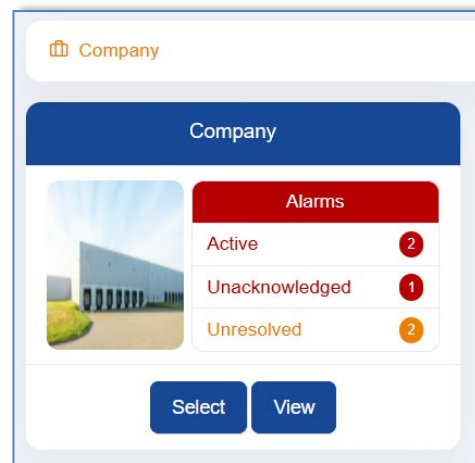 Company
Company
Alarms
Active 2
Unacknowledged 1
Unresolved 2
Select View